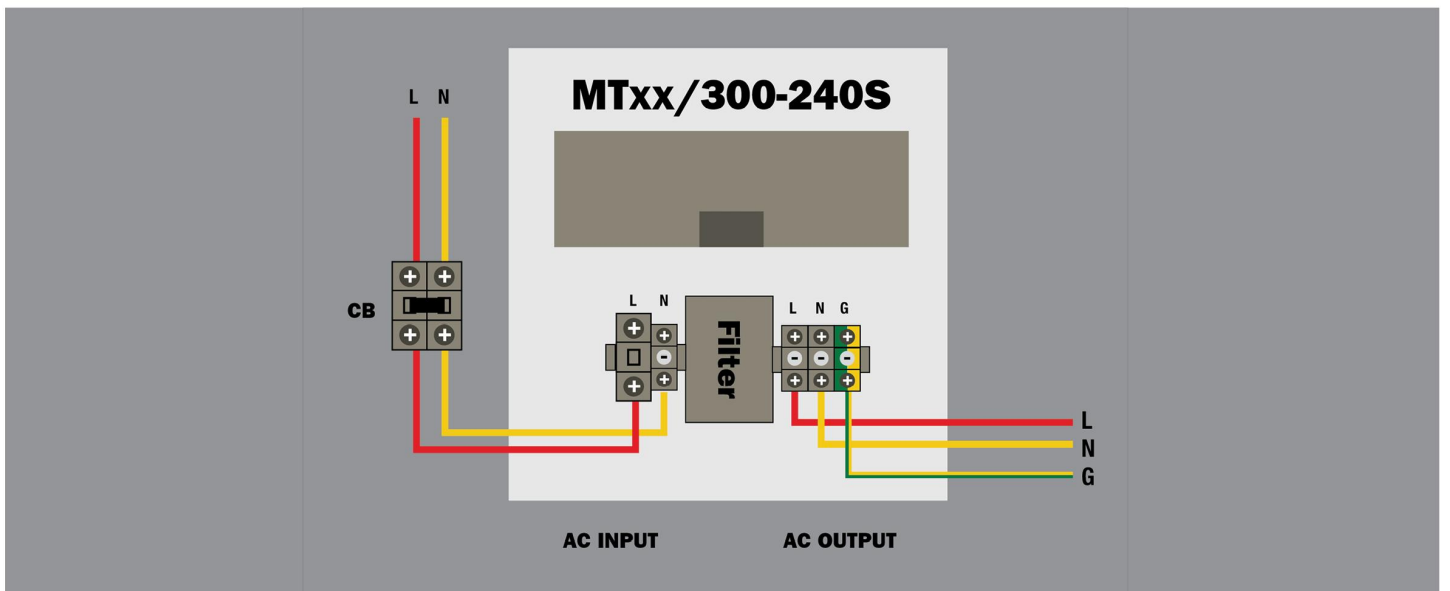 MTxx/300-240S
L N
CB
L N
Filter
L N G
L
N
G
AC INPUT
AC OUTPUT